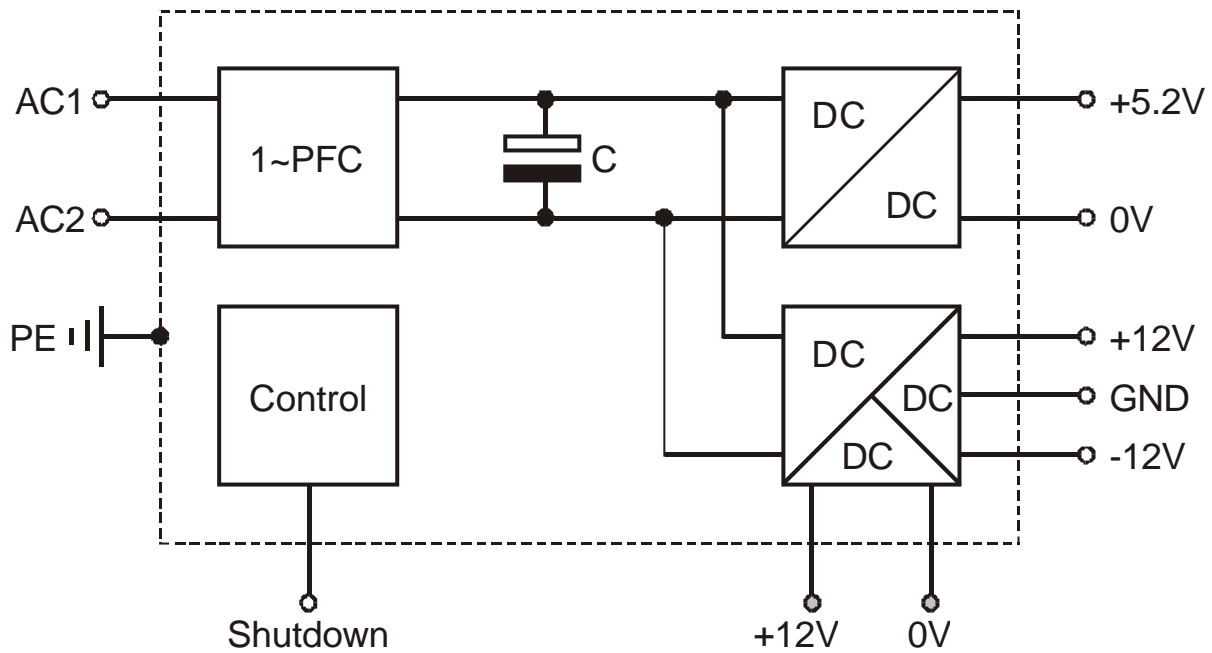 AC1
1~PFC
C
DC
DC
+5.2V
AC2
0V
PE
Control
DC
DC
DC
+12V
GND
-12V
Shutdown
+12V
0V